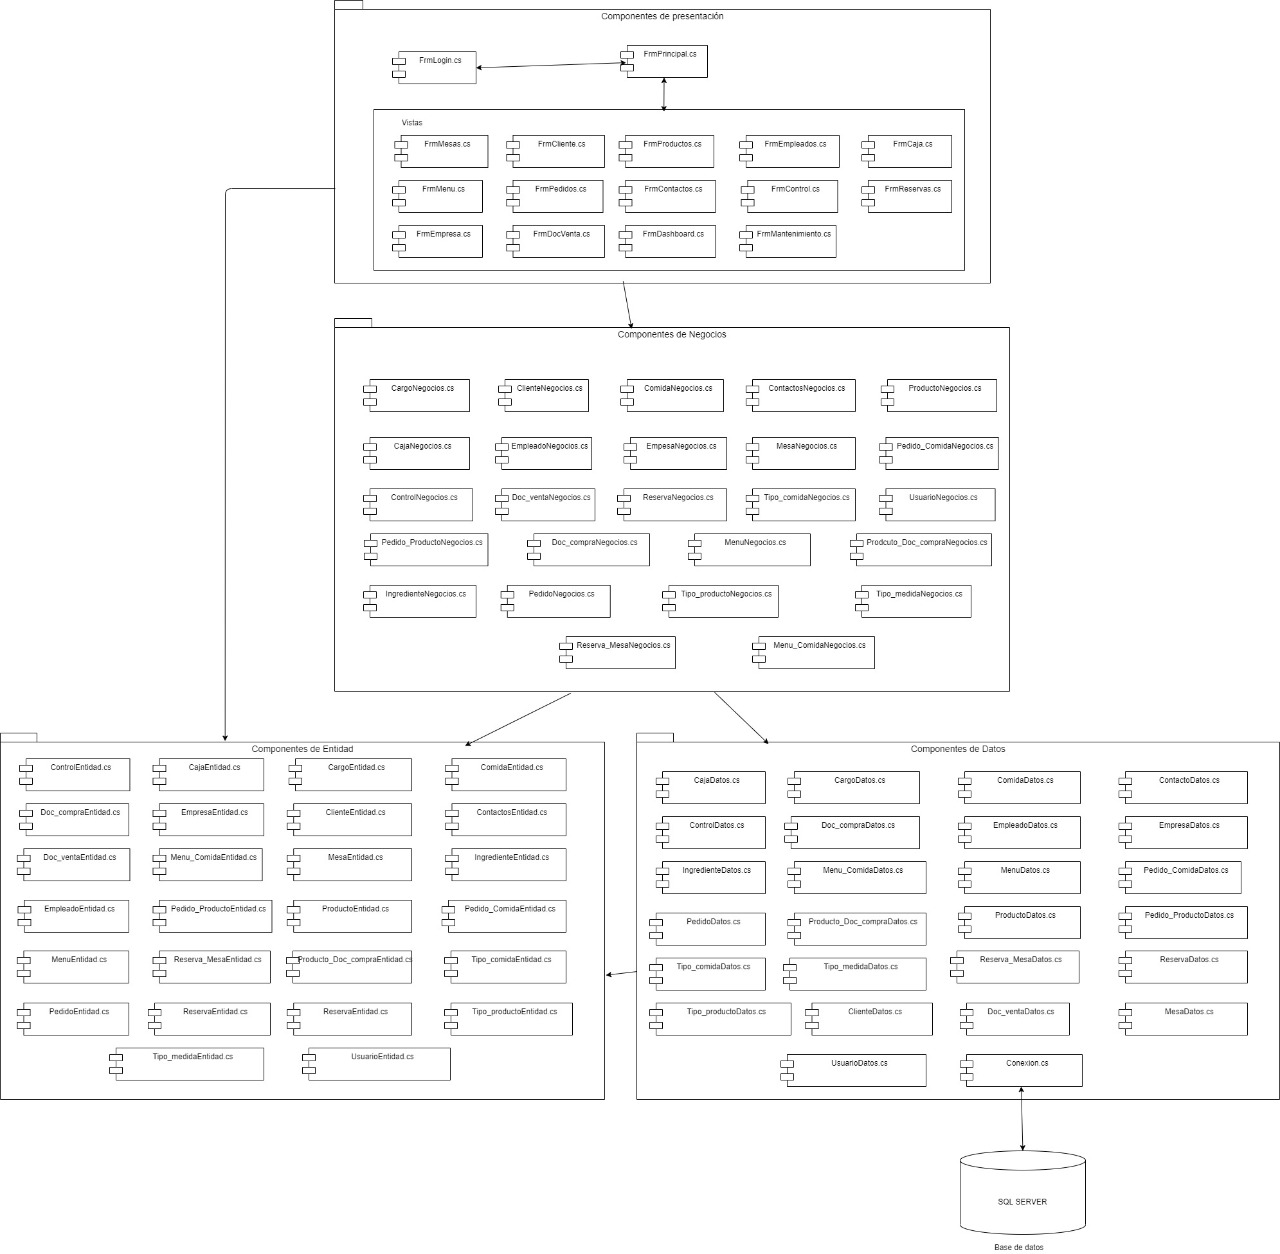 Componentes de presentación
FrmLogin.cs
FrmPrincipal.cs
Vistas
FrmMesas.cs
FrmCliente.cs
FrmProductos.cs
FrmEmpleados.cs
FrmCaja.cs
FrmMenu.cs
FrmPedidos.cs
FrmContactos.cs
FrmControl.cs
FrmReservas.cs
FrmEmpresa.cs
FrmDocVenta.cs
FrmDashboard.cs
FrmMantenimiento.cs
Componentes de Negocios
CargoNegocios.cs
ClienteNegocios.cs
ComidaNegocios.cs
ContactosNegocios.cs
ProductoNegocios.cs
CajaNegocios.cs
EmpleadoNegocios.cs
EmpesaNegocios.cs
MesaNegocios.cs
Pedido_ComidaNegocios.cs
ControlNegocios.cs
Doc_ventaNegocios.cs
ReservaNegocios.cs
Tipo_comidaNegocios.cs
UsuarioNegocios.cs
Pedido_ProductoNegocios.cs
Doc_compraNegocios.cs
MenuNegocios.cs
Prodcuto_Doc_compraNegocios.cs
IngredienteNegocios.cs
PedidoNegocios.cs
Tipo_productoNegocios.cs
Tipo_medidaNegocios.cs
Reserva_MesaNegocios.cs
Menu_ComidaNegocios.cs
Componentes de Entidad
ControlEntidad.cs
CajaEntidad.cs
CargoEntidad.cs
ComidaEntidad.cs
Doc_compraEntidad.cs
EmpresaEntidad.cs
ClienteEntidad.cs
ContactosEntidad.cs
Doc_ventaEntidad.cs
Menu_ComidaEntidad.cs
MesaEntidad.cs
IngredienteEntidad.cs
EmpleadoEntidad.cs
Pedido_ProductoEntidad.cs
ProductoEntidad.cs
Pedido_ComidaEntidad.cs
MenuEntidad.cs
Reserva_MesaEntidad.cs
Producto_Doc_compraEntidad.cs
Tipo_comidaEntidad.cs
PedidoEntidad.cs
ReservaEntidad.cs
ReservaEntidad.cs
Tipo_productoEntidad.cs
Tipo_medidaEntidad.cs
UsuarioEntidad.cs
Componentes de Datos
CajaDatos.cs
CargoDatos.cs
ComidaDatos.cs
ContactoDatos.cs
ControlDatos.cs
Doc_compraDatos.cs
EmpleadoDatos.cs
EmpresaDatos.cs
IngredienteDatos.cs
Menu_ComidaDatos.cs
MenuDatos.cs
Pedido_ComidaDatos.cs
PedidoDatos.cs
Producto_Doc_compraDatos.cs
ProductoDatos.cs
Pedido_ProductoDatos.cs
Tipo_comidaDatos.cs
Tipo_medidaDatos.cs
Reserva_MesaDatos.cs
ReservaDatos.cs
Tipo_productoDatos.cs
ClienteDatos.cs
Doc_ventaDatos.cs
MesaDatos.cs
UsuarioDatos.cs
Conexion.cs
SQL SERVER
Base de datos